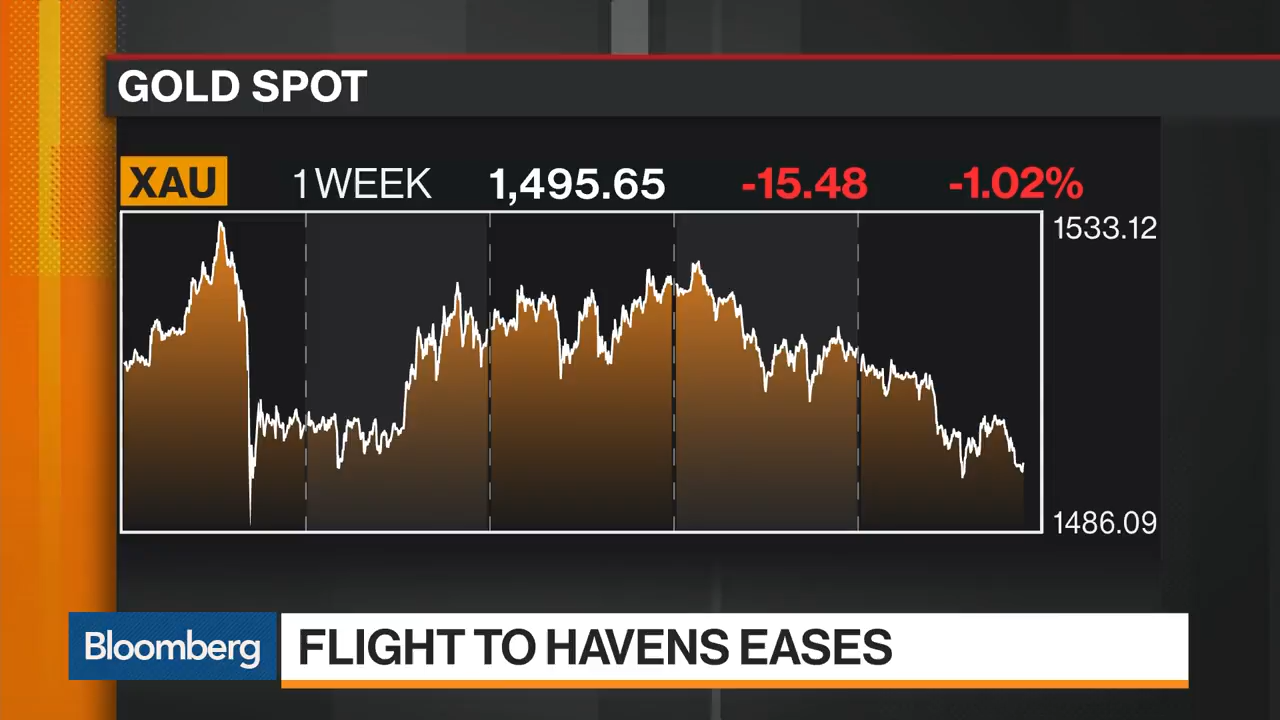 GOLD SPOT
XAU 1 WEEK 1,495.65 -15.48 -1.02%
1533.12
1486.09
Bloomberg FLIGHT TO HAVENS EASES